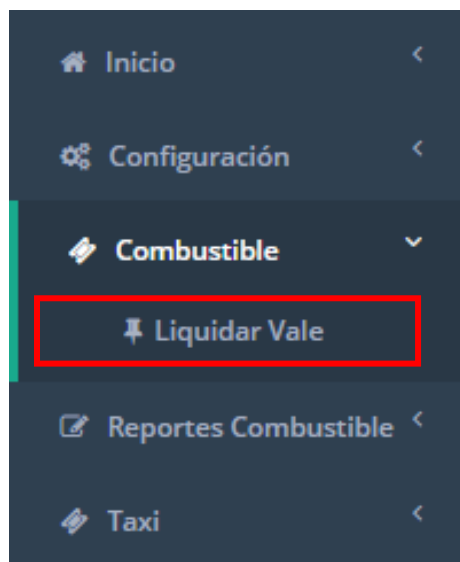 Inicio
Configuración
Combustible
Liquidar Vale
Reportes Combustible
Taxi